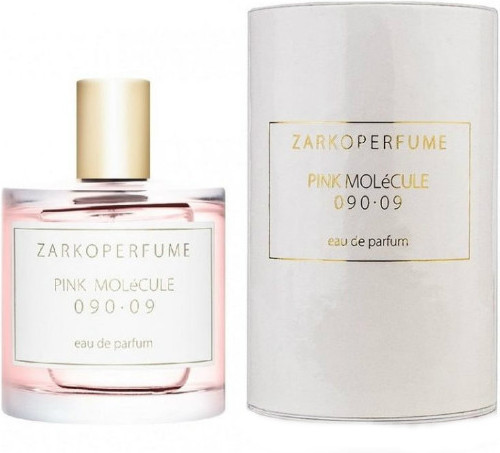 ZARKOPERFUME
PINK MOLéCULE
090·09
eau de parfum
ZARKOPERFUME
PINK MOLéCULE
090·09
eau de parfum